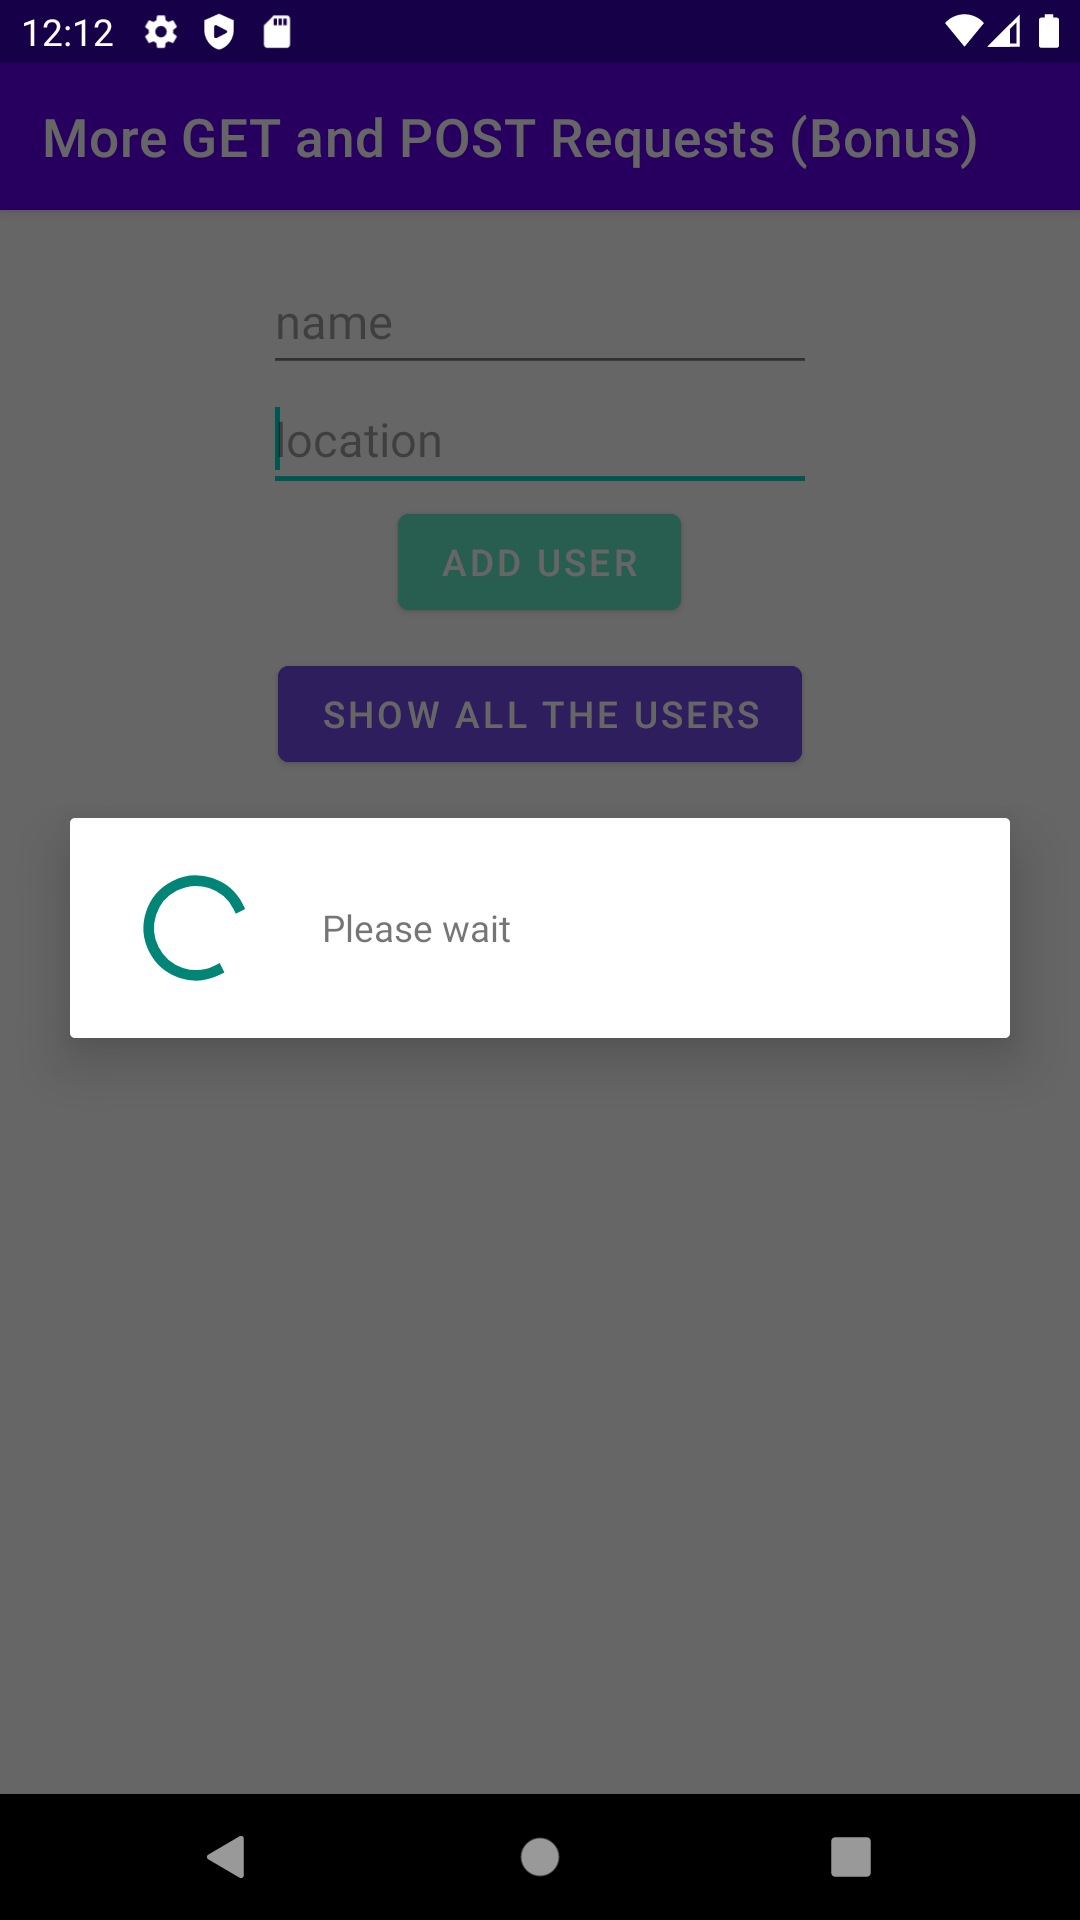 12:12
More GET and POST Requests (Bonus)
name
location
ADD USER
SHOW ALL THE USERS
Please wait